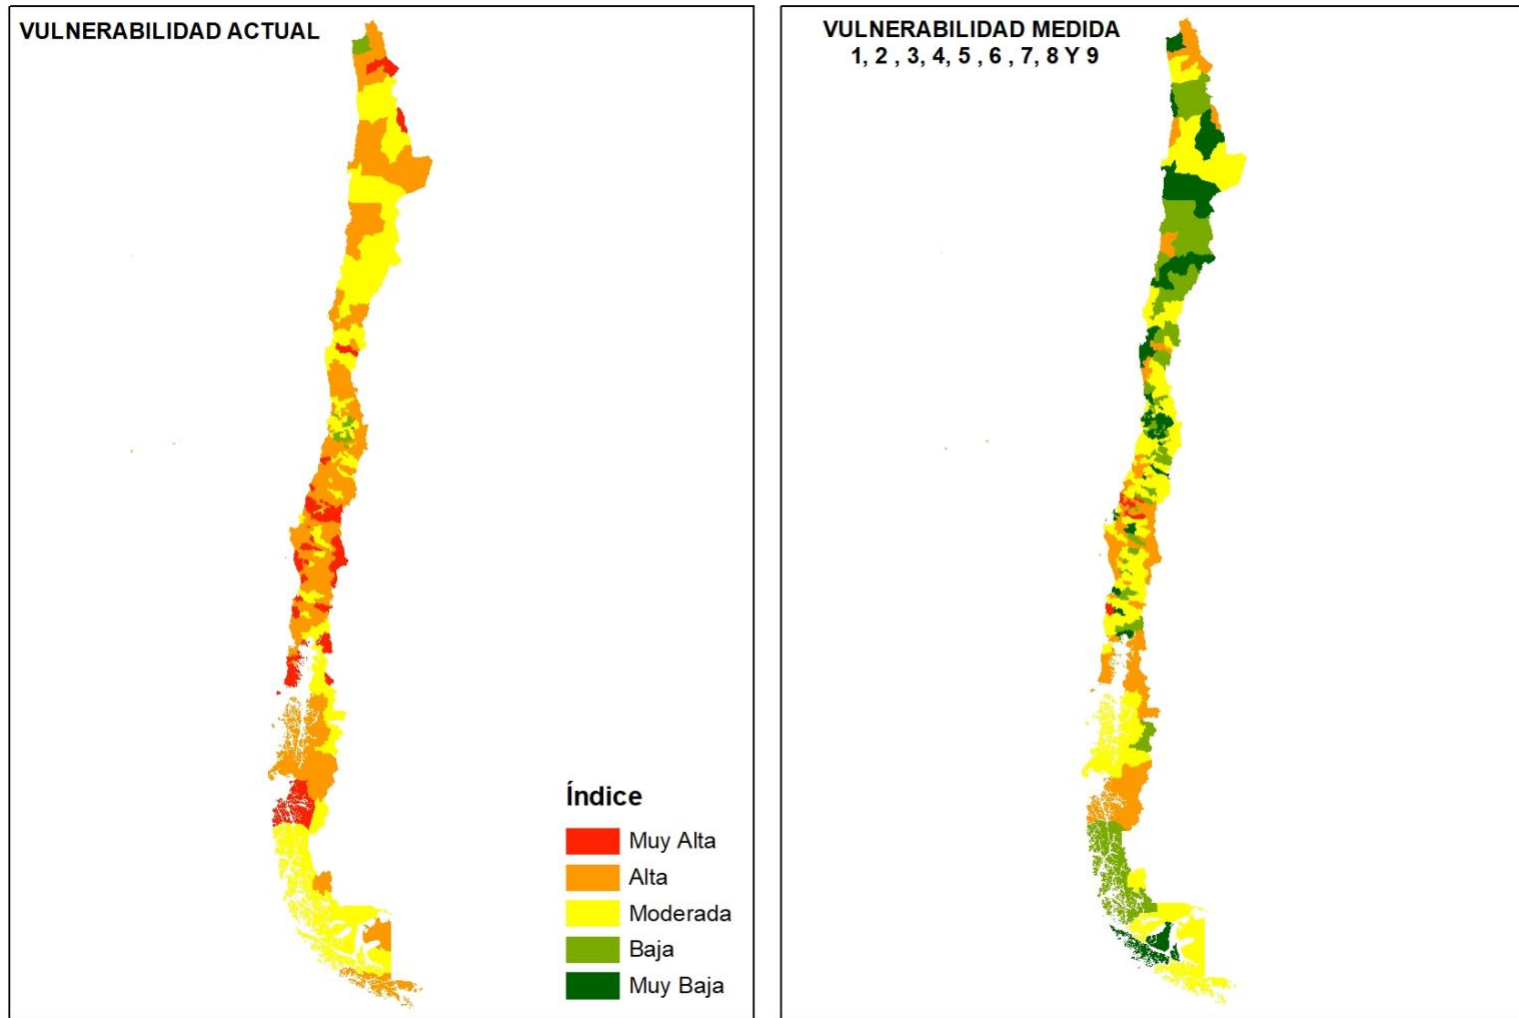 VULNERABILIDAD ACTUAL
VULNERABILIDAD MEDIDA
1, 2 , 3, 4, 5 , 6 , 7, 8 Y 9
Índice
Muy Alta
Alta
Moderada
Baja
Muy Baja